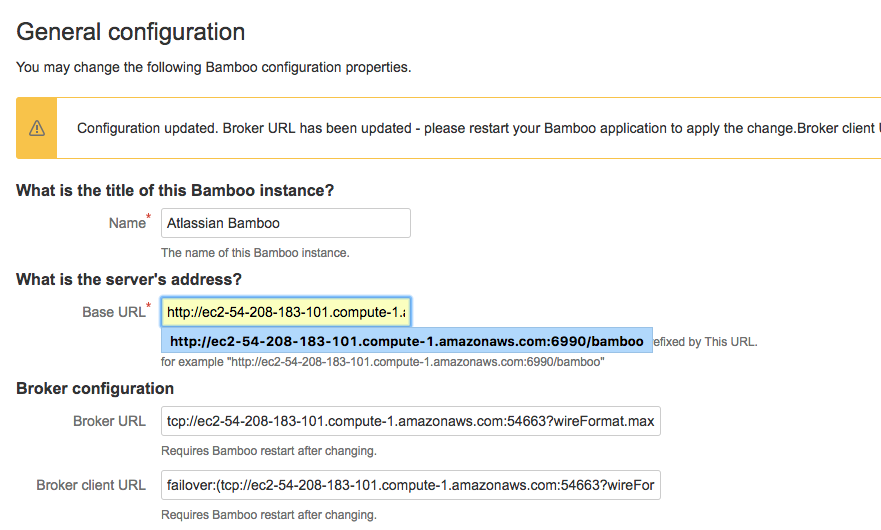 General configuration
You may change the following Bamboo configuration properties.
Configuration updated. Broker URL has been updated - please restart your Bamboo application to apply the change.Broker client
What is the title of this Bamboo instance?
Name*
Atlassian Bamboo
The name of this Bamboo instance.
What is the server's address?
Base URL*
http://ec2-54-208-183-101.compute-1.
http://ec2-54-208-183-101.compute-1.amazonaws.com:6990/bamboo
efixed by This URL.
for example "http://ec2-54-208-183-101.compute-1.amazonaws.com:6990/bamboo"
Broker configuration
Broker URL
tcp://ec2-54-208-183-101.compute-1.amazonaws.com:54663?wireFormat.max
Requires Bamboo restart after changing.
Broker client URL
failover:(tcp://ec2-54-208-183-101.compute-1.amazonaws.com:54663?wireFor
Requires Bamboo restart after changing.